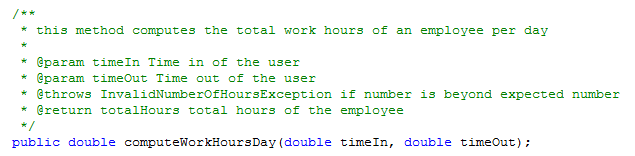 /**
* this method computes the total work hours of an employee per day
*
* @param timeIn Time in of the user
* @param timeOut Time out of the user
* @throws InvalidNumberOfHoursException if number is beyond expected number
* @return totalHours total hours of the employee
*/
public double computeWorkHoursDay(double timeIn, double timeOut);